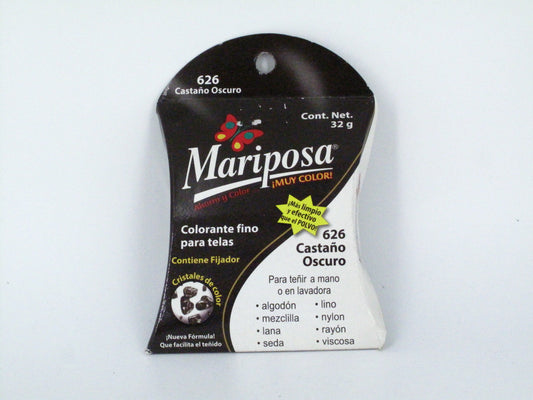 626
Castaño Oscuro
Cont. Net.
32 g
Mariposa®
¡MUY COLOR!
Ahorro y Color
¡Más limpio
y efectivo
que el POLVO!
Colorante fino
para telas
Contiene Fijador
Cristales de color
¡Nueva Fórmula!
Que facilita el teñido
626
Castaño
Oscuro
Para teñir a mano
o en lavadora
• algodón
• mezclilla
• lana
• seda
• lino
• nylon
• rayón
• viscosa